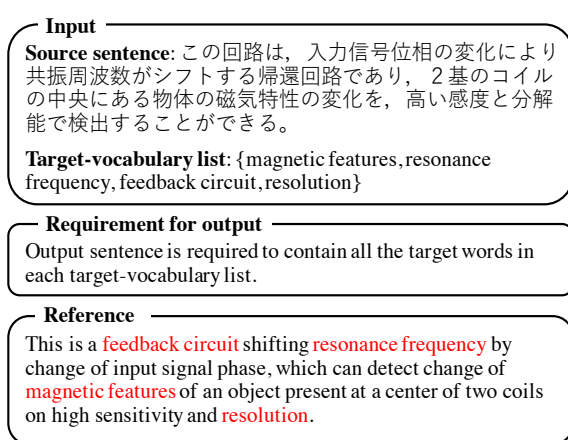 Input
Source sentence: この回路は，入力信号位相の変化により
共振周波数がシフトする帰還回路であり，２基のコイル
の中央にある物体の磁気特性の変化を，高い感度と分解
能で検出することができる。
Target-vocabulary list: {magnetic features, resonance
frequency, feedback circuit, resolution}
Requirement for output
Output sentence is required to contain all the target words in
each target-vocabulary list.
Reference
This is a feedback circuit shifting resonance frequency by
change of input signal phase, which can detect change of
magnetic features of an object present at a center of two coils
on high sensitivity and resolution.